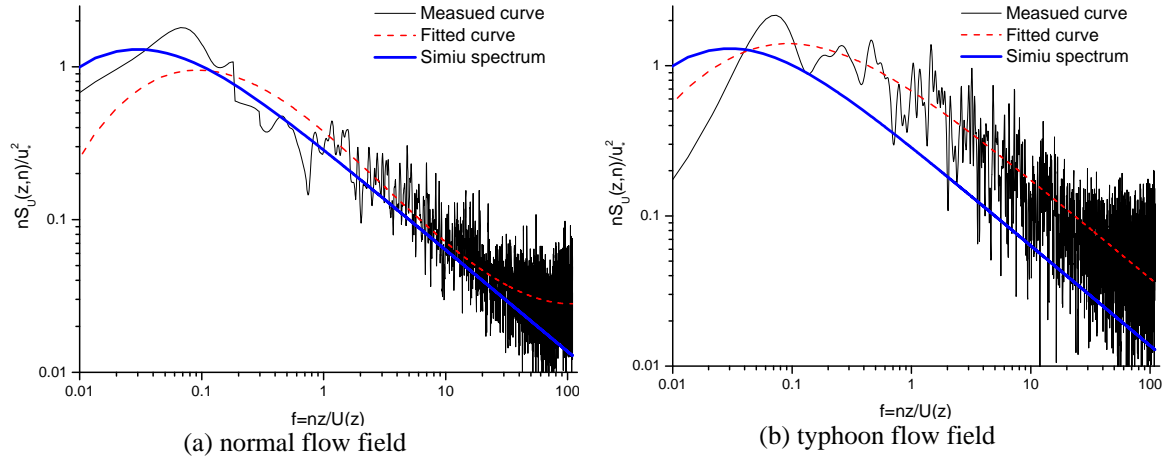 Measued curve
Fitted curve
Simiu spectrum
1
0.1
0.01
0.01
0.1
1
10
100
nS_U(z,n)/u_*^2
f=nz/U(z)
(a) normal flow field
Measued curve
Fitted curve
Simiu spectrum
1
0.1
0.01
0.01
0.1
1
10
100
nS_U(z,n)/u_*^2
f=nz/U(z)
(b) typhoon flow field